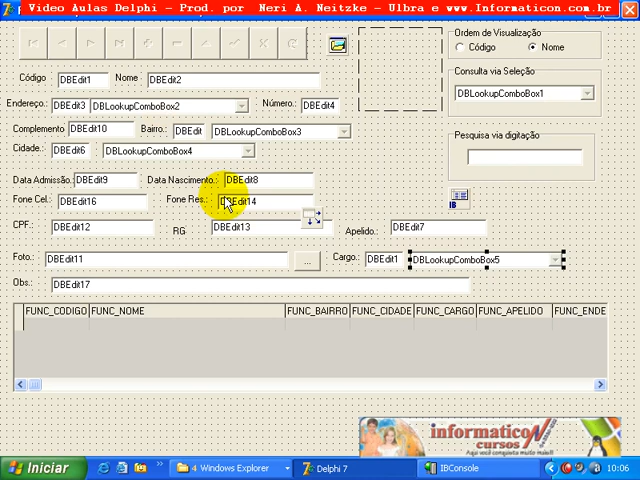 Video Aulas Delphi - Prod. por Neri A. Neitzke - Ulbra e www.Informaticon.com.br
Ordem de Visualização
Código
Nome
Código
DBEdit1
Nome
DBEdit2
Consulta via Seleção
DBLookupComboBox1
Endereço.:
DBEdit3
DBLookupComboBox2
Número.:
DBEdit4
Complemento
DBEdit10
Bairro.:
DBEdit
DBLookupComboBox3
Pesquisa via digitação
Cidade.:
DBEdit6
DBLookupComboBox4
Data Admissão.:
DBEdit9
Data Nascimento.:
DBEdit8
Fone Cel.:
DBEdit16
Fone Res.:
DBEdit14
IB
CPF.:
DBEdit12
RG
DBEdit13
Apelido.:
DBEdit7
Foto.:
DBEdit11
...
Cargo.:
DBEdit1
DBLookupComboBox5
Obs.:
DBEdit17
FUNC_CODIGO
FUNC_NOME
FUNC_BAIRRO
FUNC_CIDADE
FUNC_CARGO
FUNC_APELIDO
FUNC_ENDE
informaticon
cursos
Iniciar
4 Windows Explorer
Delphi 7
IBConsole
10:06